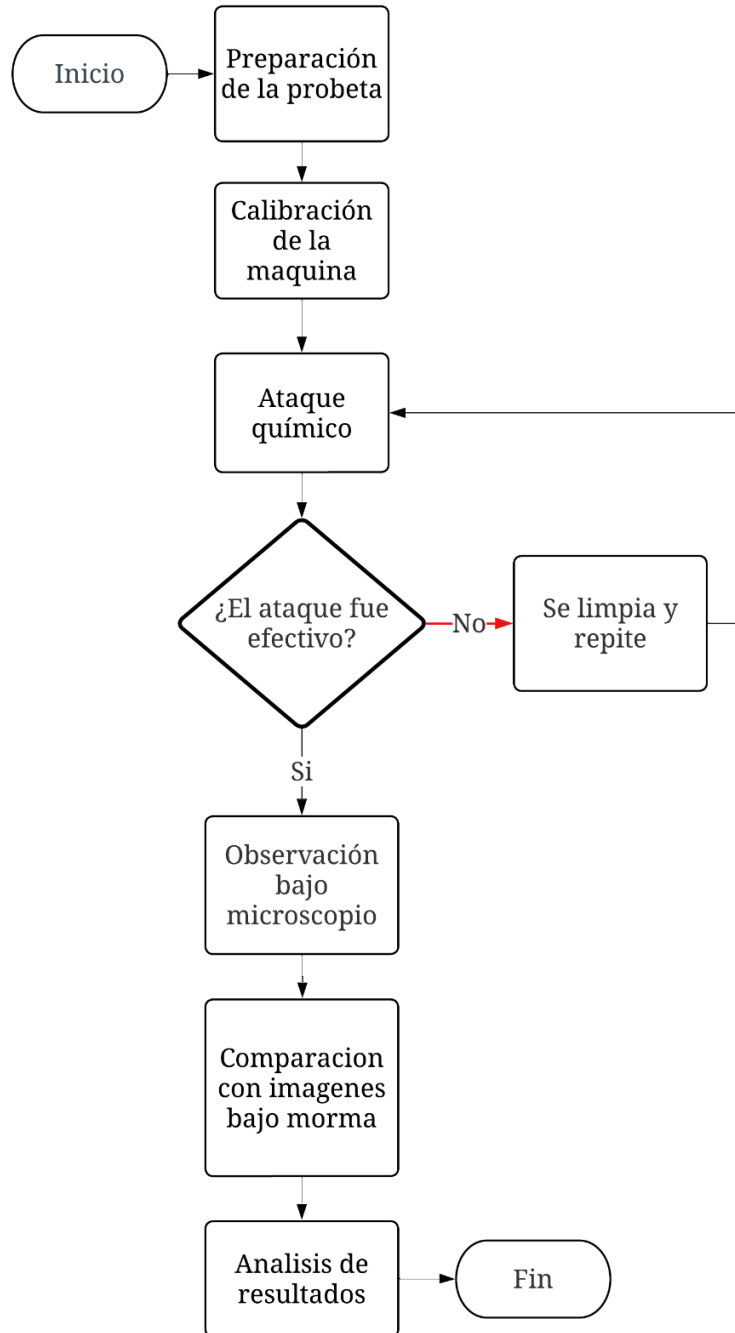 Inicio
Preparación
de la probeta
Calibración
de la
maquina
Ataque
químico
¿El ataque fue
efectivo?
No
Se limpia y
repite
Si
Observación
bajo
microscopio
Comparacion
con imagenes
bajo morma
Analisis de
resultados
Fin